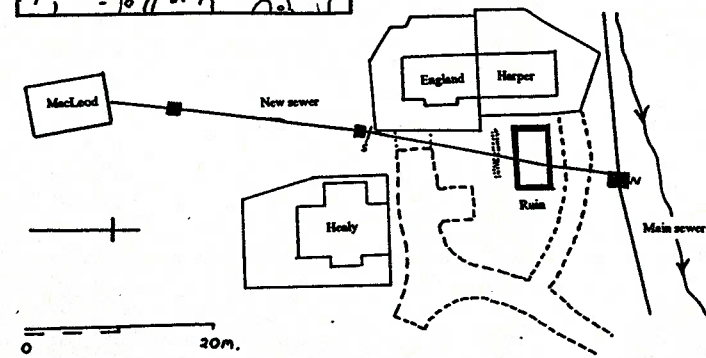 England
Harper
MacLeod
New sewer
S
N
Ruin
Healy
Main sewer
0
20m.